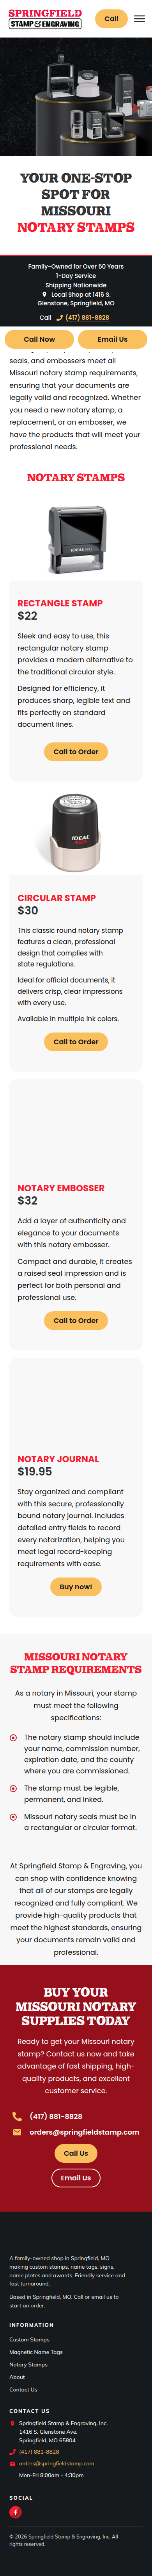 SPRINGFIELD
STAMP & ENGRAVING
Call
YOUR ONE-STOP
SPOT FOR
MISSOURI
NOTARY STAMPS
Family-Owned for Over 50 Years
1-Day Service
Shipping Nationwide
Local Shop at 1416 S.
Glenstone, Springfield, MO
Call (417) 881-8828
Call Now
Email Us
seals, and embossers meet all
Missouri notary stamp requirements,
ensuring that your documents are
legally valid and recognized. Whether
you need a new notary stamp, a
replacement, or an embosser, we
have the products that will meet your
professional needs.
NOTARY STAMPS
RECTANGLE STAMP
$22
Sleek and easy to use, this
rectangular notary stamp
provides a modern alternative to
the traditional circular style.
Designed for efficiency, it
produces sharp, legible text and
fits perfectly on standard
document lines.
Call to Order
IDEAL
CIRCULAR STAMP
$30
This classic round notary stamp
features a clean, professional
design that complies with
state regulations.
Ideal for official documents, it
delivers crisp, clear impressions
with every use.
Available in multiple ink colors.
Call to Order
NOTARY EMBOSSER
$32
Add a layer of authenticity and
elegance to your documents
with this notary embosser.
Compact and durable, it creates
a raised seal impression and is
perfect for both personal and
professional use.
Call to Order
NOTARY JOURNAL
$19.95
Stay organized and compliant
with this secure, professionally
bound notary journal. Includes
detailed entry fields to record
every notarization, helping you
meet legal record-keeping
requirements with ease.
Buy now!
MISSOURI NOTARY
STAMP REQUIREMENTS
As a notary in Missouri, your stamp
must meet the following
specifications:
The notary stamp should include
your name, commission number,
expiration date, and the county
where you are commissioned.
The stamp must be legible,
permanent, and inked.
Missouri notary seals must be in
a rectangular or circular format.
At Springfield Stamp & Engraving, you
can shop with confidence knowing
that all of our stamps are legally
recognized and fully compliant. We
provide high-quality products that
meet the highest standards, ensuring
your documents remain valid and
professional.
BUY YOUR
MISSOURI NOTARY
SUPPLIES TODAY
Ready to get your Missouri notary
stamp? Contact us now and take
advantage of fast shipping, high-
quality products, and excellent
customer service.
(417) 881-8828
orders@springfieldstamp.com
Call Us
Email Us
A family-owned shop in Springfield, MO
making custom stamps, name tags, signs,
name plates and awards. Friendly service and
fast turnaround.
Based in Springfield, MO. Call or email us to
start an order.
INFORMATION
Custom Stamps
Magnetic Name Tags
Notary Stamps
About
Contact Us
CONTACT US
Springfield Stamp & Engraving, Inc.
1416 S. Glenstone Ave.
Springfield, MO 65804
(417) 881-8828
orders@springfieldstamp.com
Mon-Fri 8:00am - 4:30pm
SOCIAL
© 2026 Springfield Stamp & Engraving, Inc. All
rights reserved.